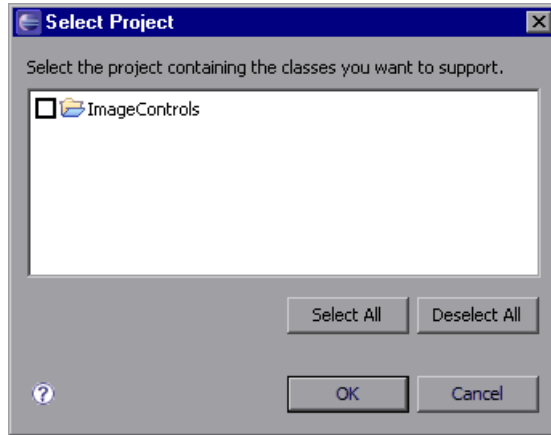 Select Project
Select the project containing the classes you want to support.
ImageControls
Select All Deselect All
OK Cancel